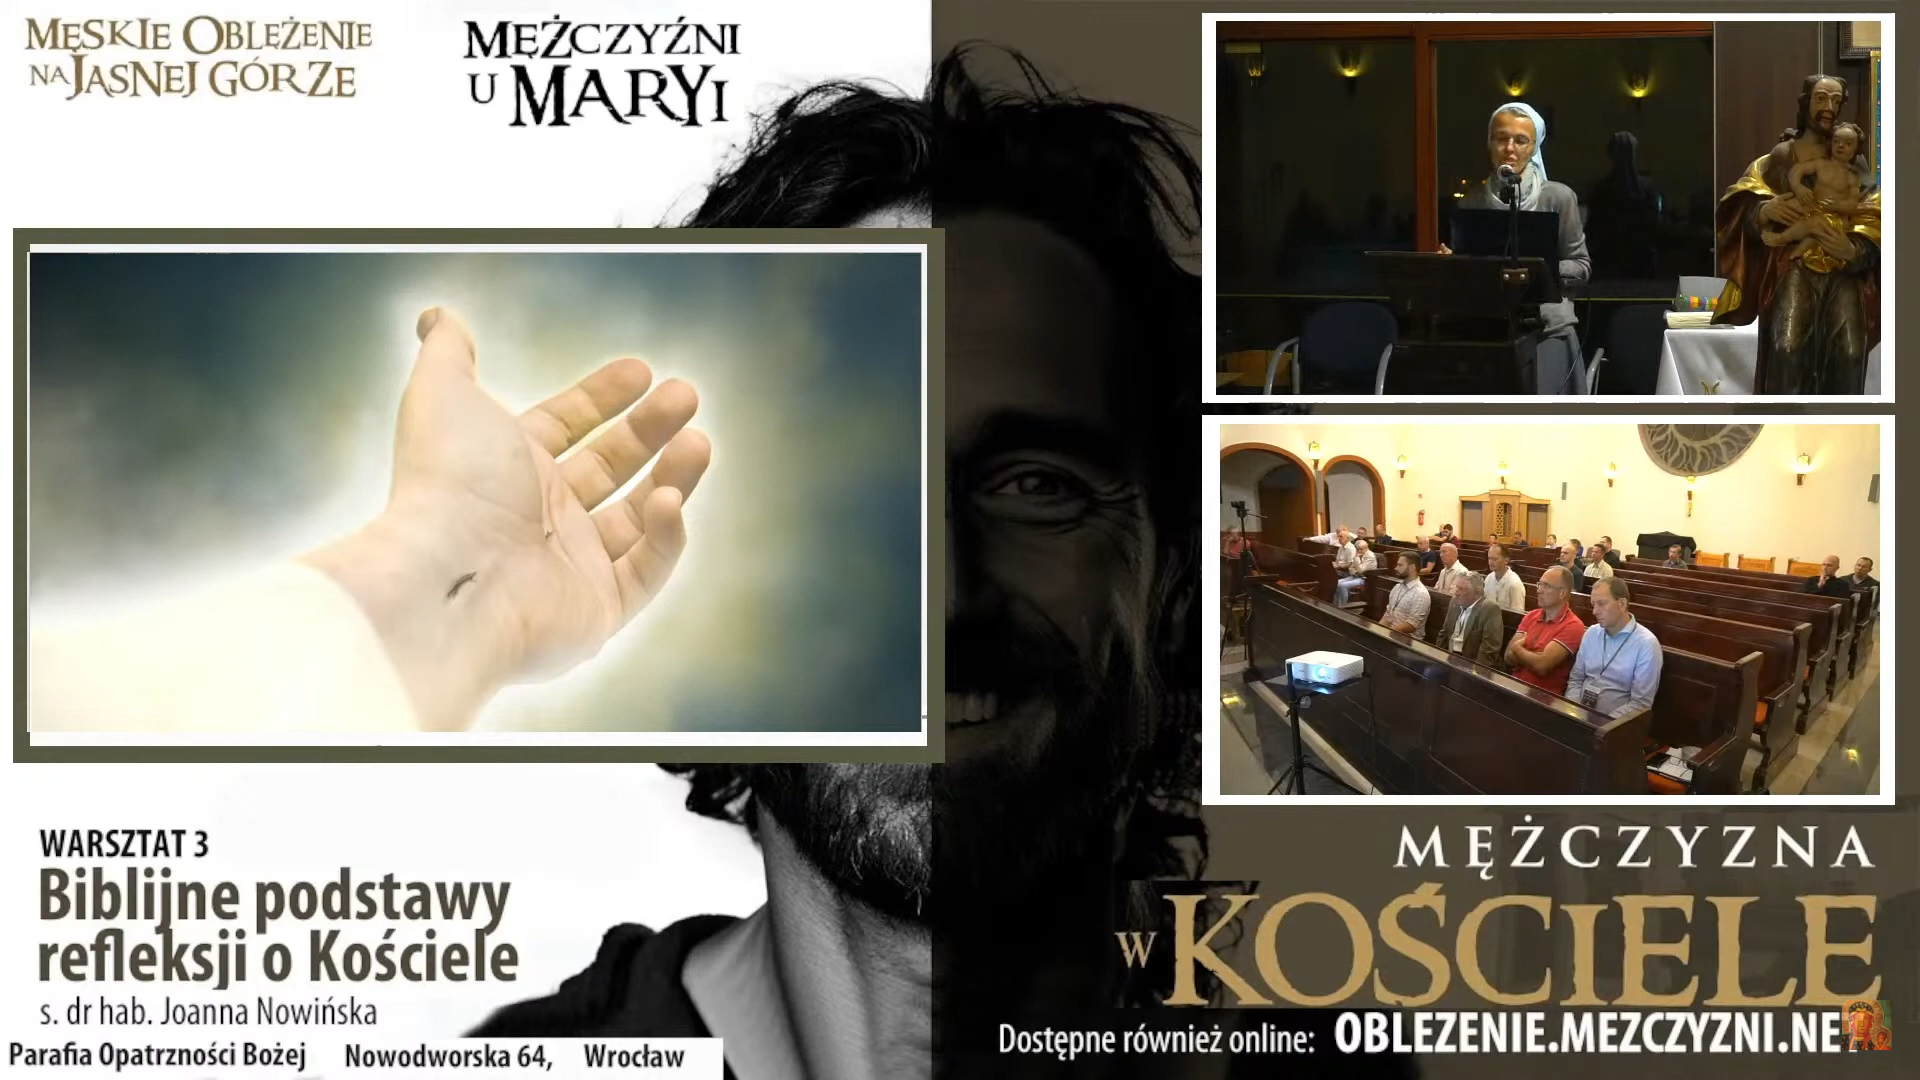 MĘSKIE OBLĘŻENIE
NA JASNEJ GÓRZE
MĘŻCZYŹNI
U MARYI
WARSZTAT 3
Biblijne podstawy
refleksji o Kościele
s. dr hab. Joanna Nowińska
Parafia Opatrzności Bożej Nowodworska 64, Wrocław
MĘŻCZYZNA
W KOŚCIELE
Dostępne również online: OBLEZENIE.MEZCZYZNI.NE